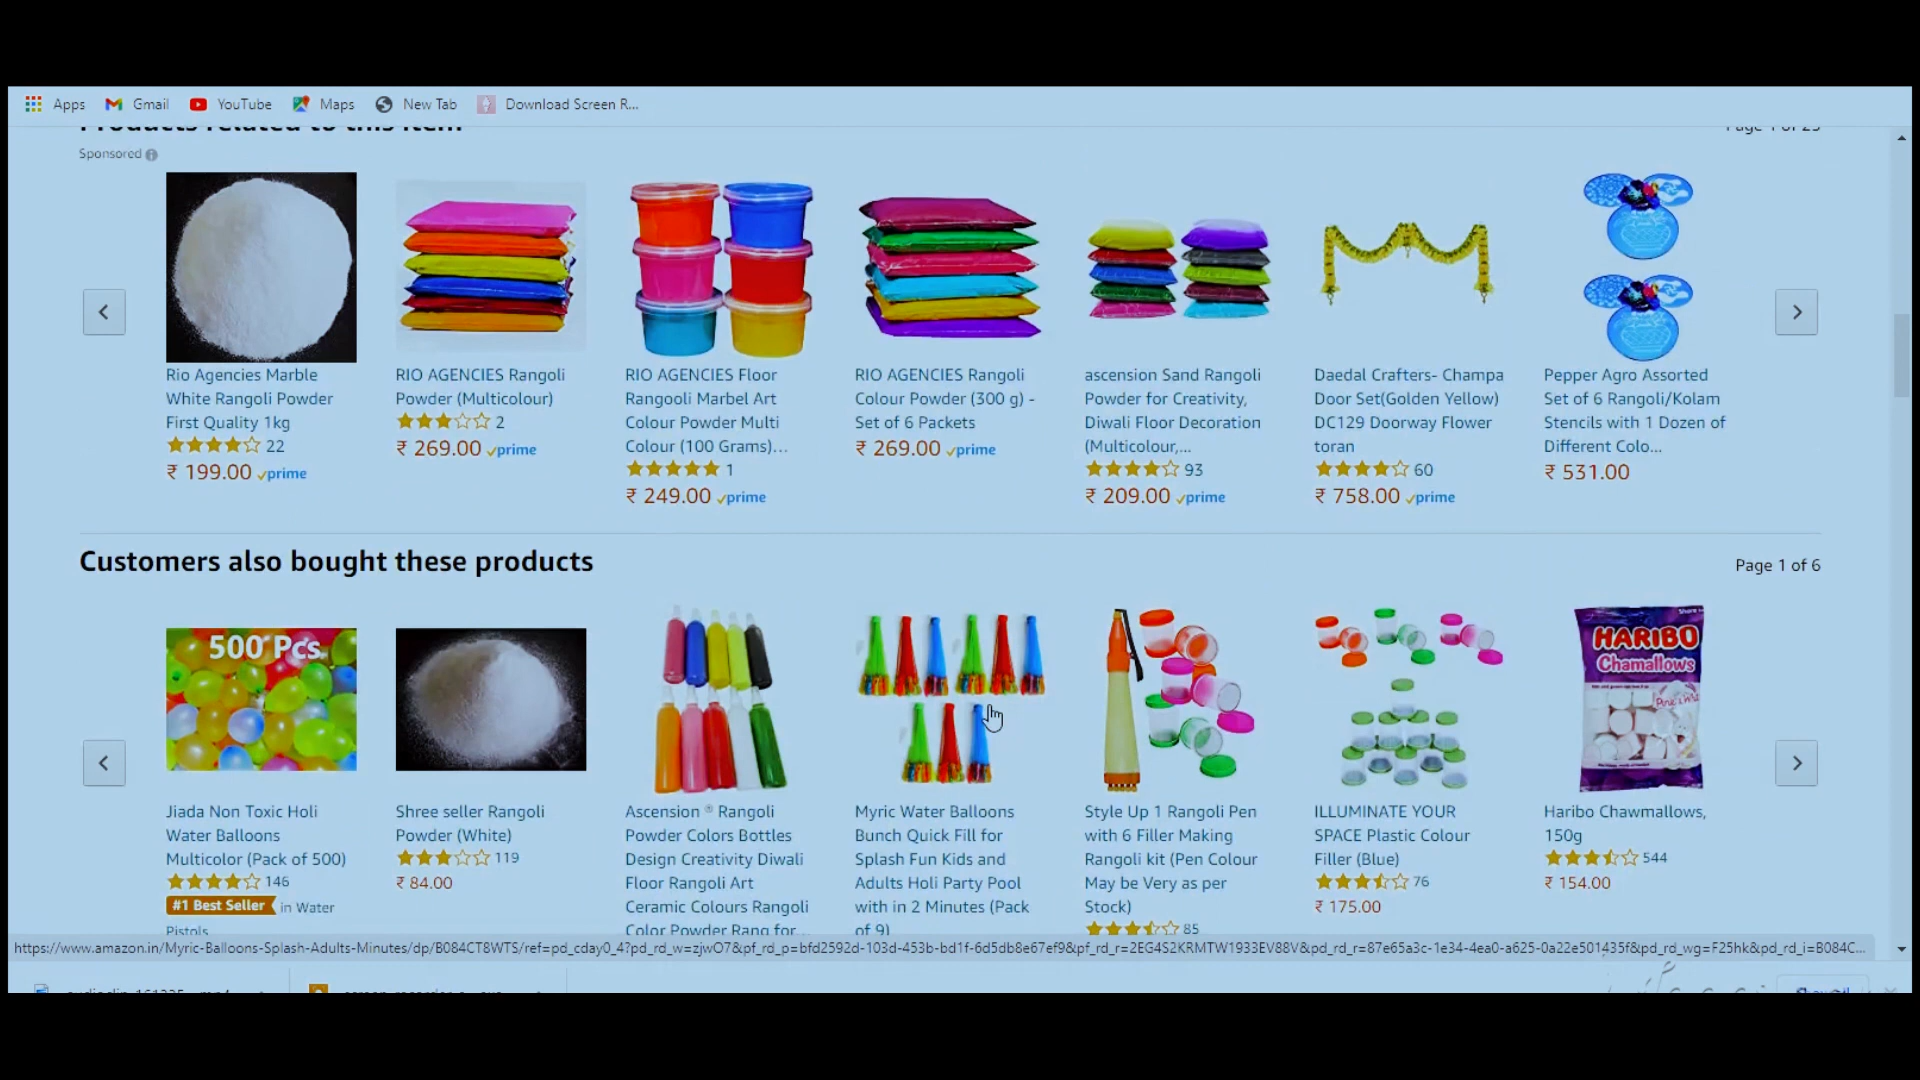 Apps Gmail YouTube Maps New Tab Download Screen R...
Products related to this item
Page 1 of 25
Sponsored
Rio Agencies Marble
White Rangoli Powder
First Quality 1kg
22
₹ 199.00 prime
RIO AGENCIES Rangoli
Powder (Multicolour)
2
₹ 269.00 prime
RIO AGENCIES Floor
Rangooli Marbel Art
Colour Powder Multi
Colour (100 Grams)...
1
₹ 249.00 prime
RIO AGENCIES Rangoli
Colour Powder (300 g) -
Set of 6 Packets
₹ 269.00 prime
ascension Sand Rangoli
Powder for Creativity,
Diwali Floor Decoration
(Multicolour,...
93
₹ 209.00 prime
Daedal Crafters- Champa
Door Set(Golden Yellow)
DC129 Doorway Flower
toran
60
₹ 758.00 prime
Pepper Agro Assorted
Set of 6 Rangoli/Kolam
Stencils with 1 Dozen of
Different Colo...
₹ 531.00
Customers also bought these products
Page 1 of 6
500 Pcs
Jiada Non Toxic Holi
Water Balloons
Multicolor (Pack of 500)
146
#1 Best Seller in Water
Pistols
Shree seller Rangoli
Powder (White)
119
₹ 84.00
Ascension ® Rangoli
Powder Colors Bottles
Design Creativity Diwali
Floor Rangoli Art
Ceramic Colours Rangoli
Color Powder Rang for
Myric Water Balloons
Bunch Quick Fill for
Splash Fun Kids and
Adults Holi Party Pool
with in 2 Minutes (Pack
of 9)
Style Up 1 Rangoli Pen
with 6 Filler Making
Rangoli kit (Pen Colour
May be Very as per
Stock)
85
ILLUMINATE YOUR
SPACE Plastic Colour
Filler (Blue)
76
₹ 175.00
HARIBO
Chamallows
Haribo Chawmallows,
150g
544
₹ 154.00
https://www.amazon.in/Myric-Balloons-Splash-Adults-Minutes/dp/B084CT8WTS/ref=pd_cday0_4?pd_rd_w=zjwO7&pf_rd_p=bfd2592d-103d-453b-bd1f-6d5db8e67ef9&pf_rd_r=2EG4S2KRMTW1933EV88V&pd_rd_r=87e65a3c-1e34-4ea0-a625-0a22e501435f&pd_rd_wg=F25hk&pd_rd_i=B084C...